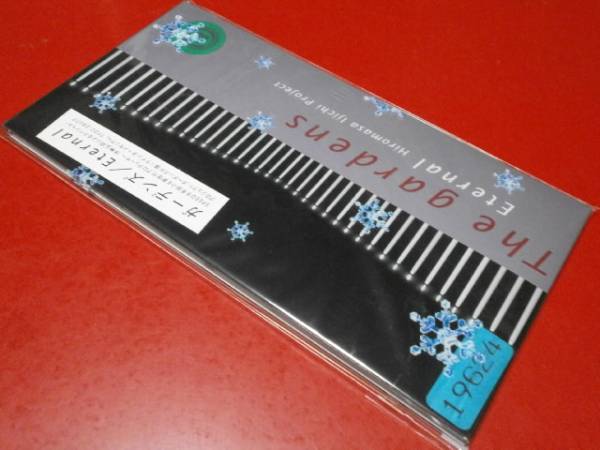 The gardens
Eternal Hiromasa Ijichi Project
ガーデンズ/Eternal
19624